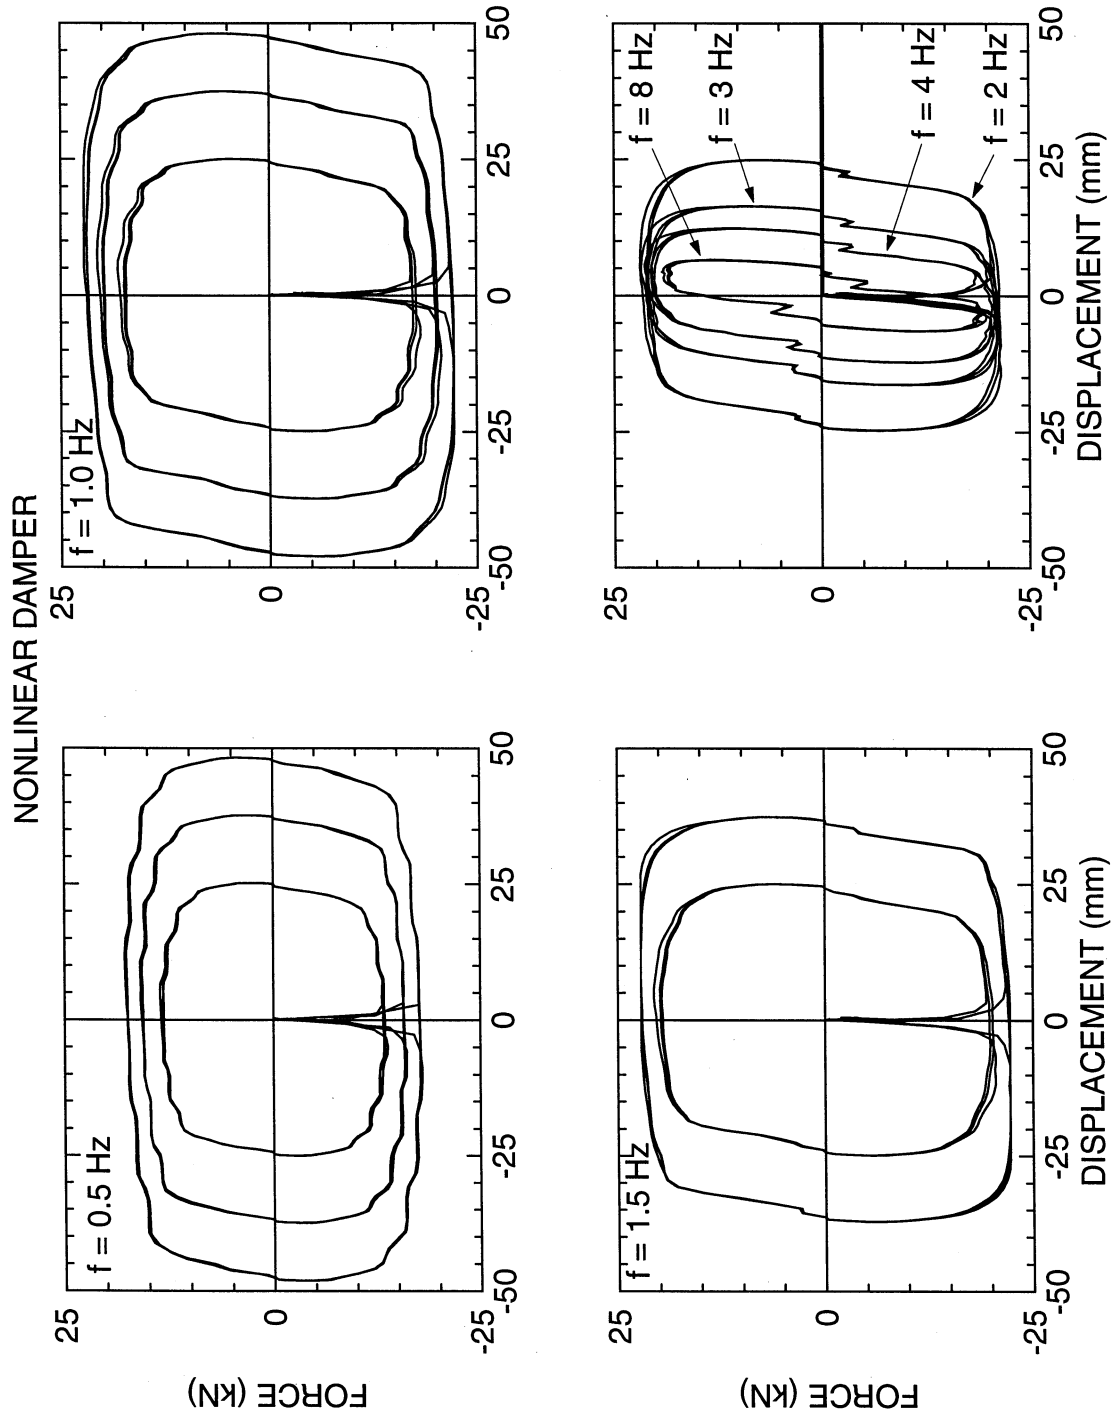 NONLINEAR DAMPER
f = 0.5 Hz
25
0
-25
-50
-25
0
25
50
FORCE (kN)
f = 1.0 Hz
25
0
-25
-50
-25
0
25
50
f = 1.5 Hz
25
0
-25
-50
-25
0
25
50
FORCE (kN)
DISPLACEMENT (mm)
f = 8 Hz
f = 3 Hz
f = 4 Hz
f = 2 Hz
25
0
-25
-50
-25
0
25
50
DISPLACEMENT (mm)